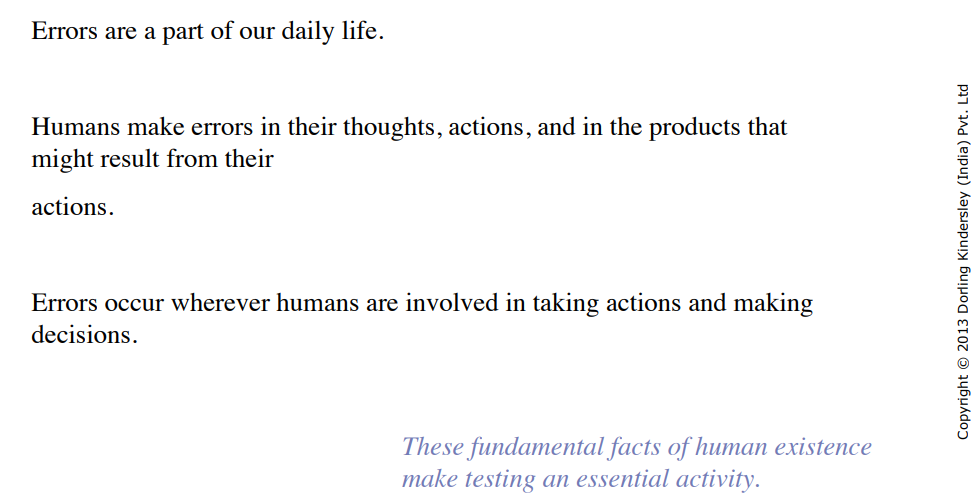 Errors are a part of our daily life.
Humans make errors in their thoughts, actions, and in the products that
might result from their
actions.
Errors occur wherever humans are involved in taking actions and making
decisions.
These fundamental facts of human existence
make testing an essential activity.
Copyright © 2013 Dorling Kindersley (India) Pvt. Ltd